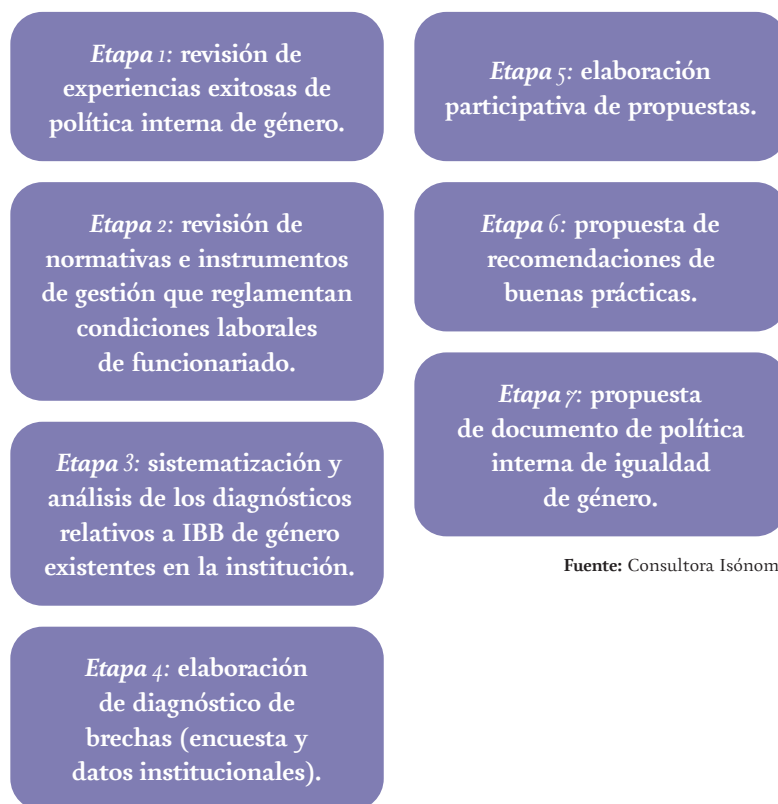 Etapa 1: revisión de
experiencias exitosas de
política interna de género.
Etapa 2: revisión de
normativas e instrumentos
de gestión que reglamentan
condiciones laborales
de funcionariado.
Etapa 3: sistematización y
análisis de los diagnósticos
relativos a IBB de género
existentes en la institución.
Etapa 4: elaboración
de diagnóstico de
brechas (encuesta y
datos institucionales).
Etapa 5: elaboración
participativa de propuestas.
Etapa 6: propuesta de
recomendaciones de
buenas prácticas.
Etapa 7: propuesta
de documento de política
interna de igualdad
de género.
Fuente: Consultora Isónom